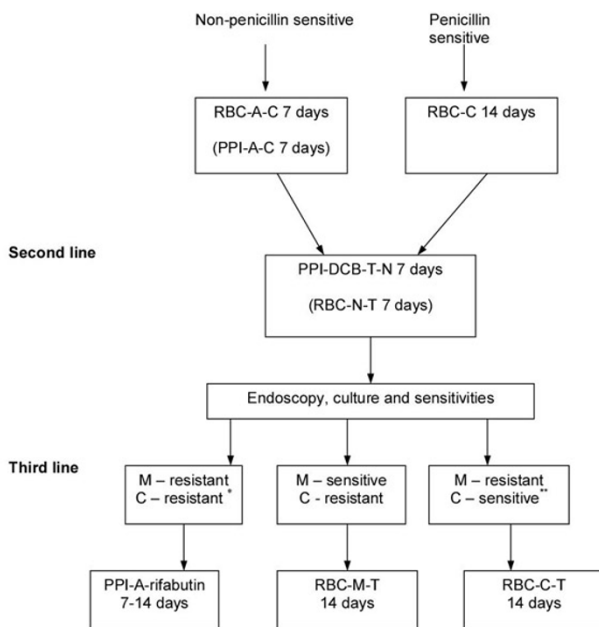 Non-penicillin sensitive
Penicillin
sensitive
RBC-A-C 7 days
(PPI-A-C 7 days)
RBC-C 14 days
Second line
PPI-DCB-T-N 7 days
(RBC-N-T 7 days)
Endoscopy, culture and sensitivities
Third line
M – resistant
C – resistant *
M – sensitive
C - resistant
M – resistant
C – sensitive**
PPI-A-rifabutin
7-14 days
RBC-M-T
14 days
RBC-C-T
14 days